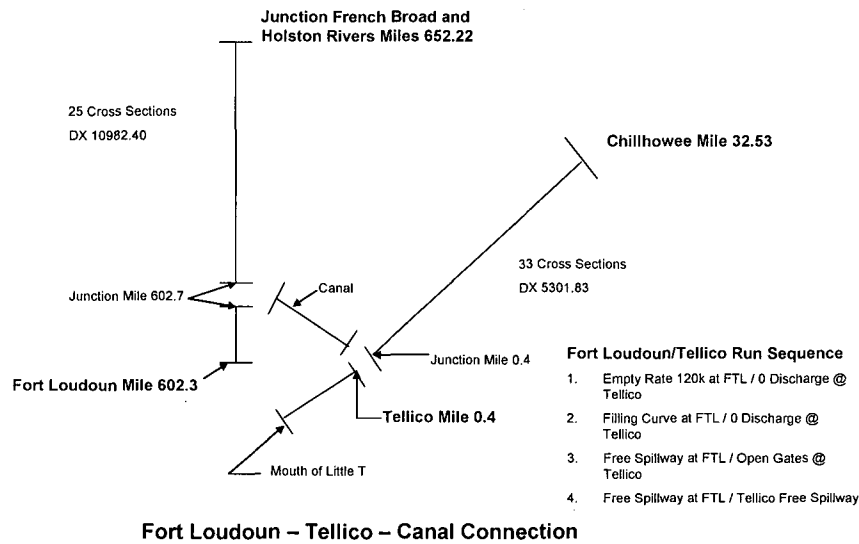 Junction French Broad and
Holston Rivers Miles 652.22
25 Cross Sections
DX 10982.40
Chillhowee Mile 32.53
33 Cross Sections
DX 5301.83
Junction Mile 602.7
Canal
Junction Mile 0.4
Fort Loudoun Mile 602.3
Tellico Mile 0.4
Mouth of Little T
Fort Loudoun/Tellico Run Sequence
1. Empty Rate 120k at FTL / 0 Discharge @
Tellico
2. Filling Curve at FTL / 0 Discharge @
Tellico
3. Free Spillway at FTL / Open Gates @
Tellico
4. Free Spillway at FTL / Tellico Free Spillway
Fort Loudoun – Tellico – Canal Connection